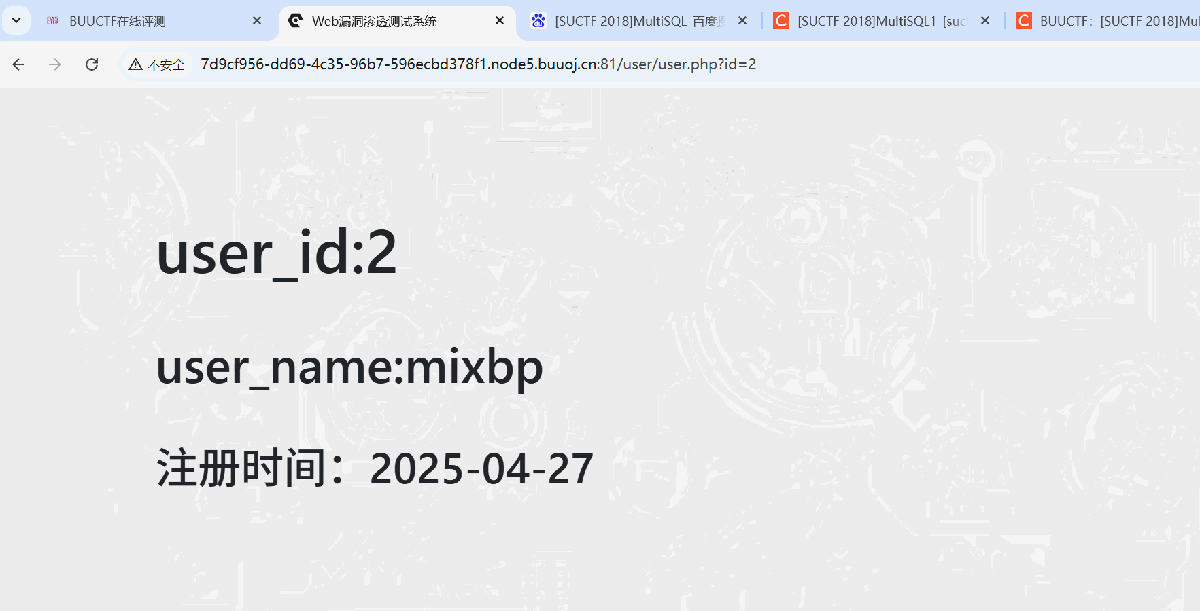 BUUCTF在线评测
Web漏洞渗透测试系统
[SUCTF 2018]MultiSQL 百度
[SUCTF 2018]MultiSQL1
BUUCTF：[SUCTF 2018]Mul
不安全
7d9cf956-dd69-4c35-96b7-596ecbd378f1.node5.buuoj.cn:81/user/user.php?id=2
user_id:2
user_name:mixbp
注册时间：2025-04-27